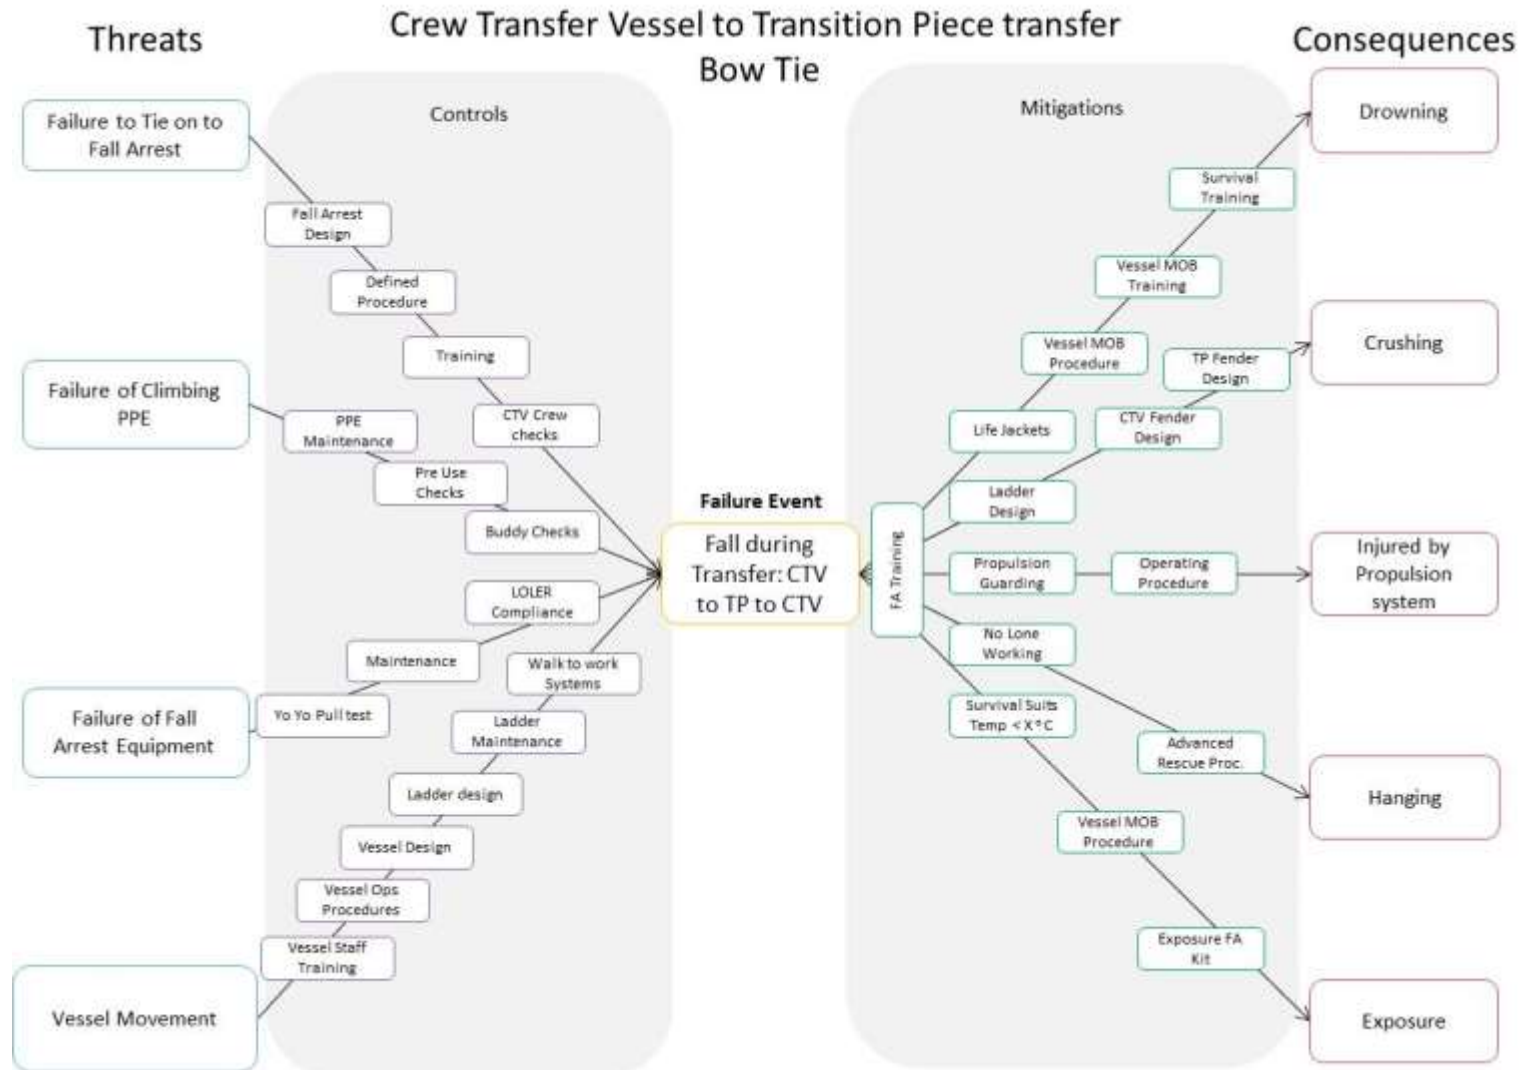 Crew Transfer Vessel to Transition Piece transfer
Bow Tie
Threats
Consequences
Controls
Mitigations
Failure to Tie on to
Fall Arrest
Fall Arrest
Design
Defined
Procedure
Training
CTV Crew
checks
Failure of Climbing
PPE
PPE
Maintenance
Pre Use
Checks
Buddy Checks
Failure of Fall
Arrest Equipment
Yo Yo Pull test
Maintenance
LOLER
Compliance
Vessel Movement
Vessel Staff
Training
Vessel Ops
Procedures
Vessel Design
Ladder design
Ladder
Maintenance
Walk to work
Systems
Failure Event
Fall during
Transfer: CTV
to TP to CTV
FA Training
Life Jackets
Vessel MOB
Procedure
Vessel MOB
Training
Survival
Training
Drowning
Ladder
Design
CTV Fender
Design
TP Fender
Design
Crushing
Propulsion
Guarding
Operating
Procedure
Injured by
Propulsion
system
No Lone
Working
Advanced
Rescue Proc.
Hanging
Survival Suits
Temp < X ° C
Vessel MOB
Procedure
Exposure FA
Kit
Exposure